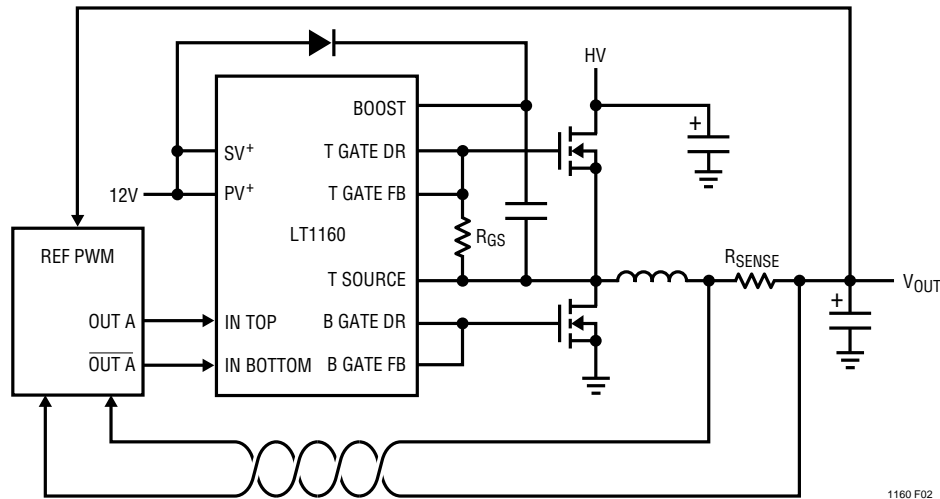 HV
BOOST
+
SV+
T GATE DR
12V
PV+
T GATE FB
LT1160
RGS
REF PWM
RSENSE
T SOURCE
VOUT
+
OUT A
IN TOP
B GATE DR
OUT A
IN BOTTOM
B GATE FB
1160 F02